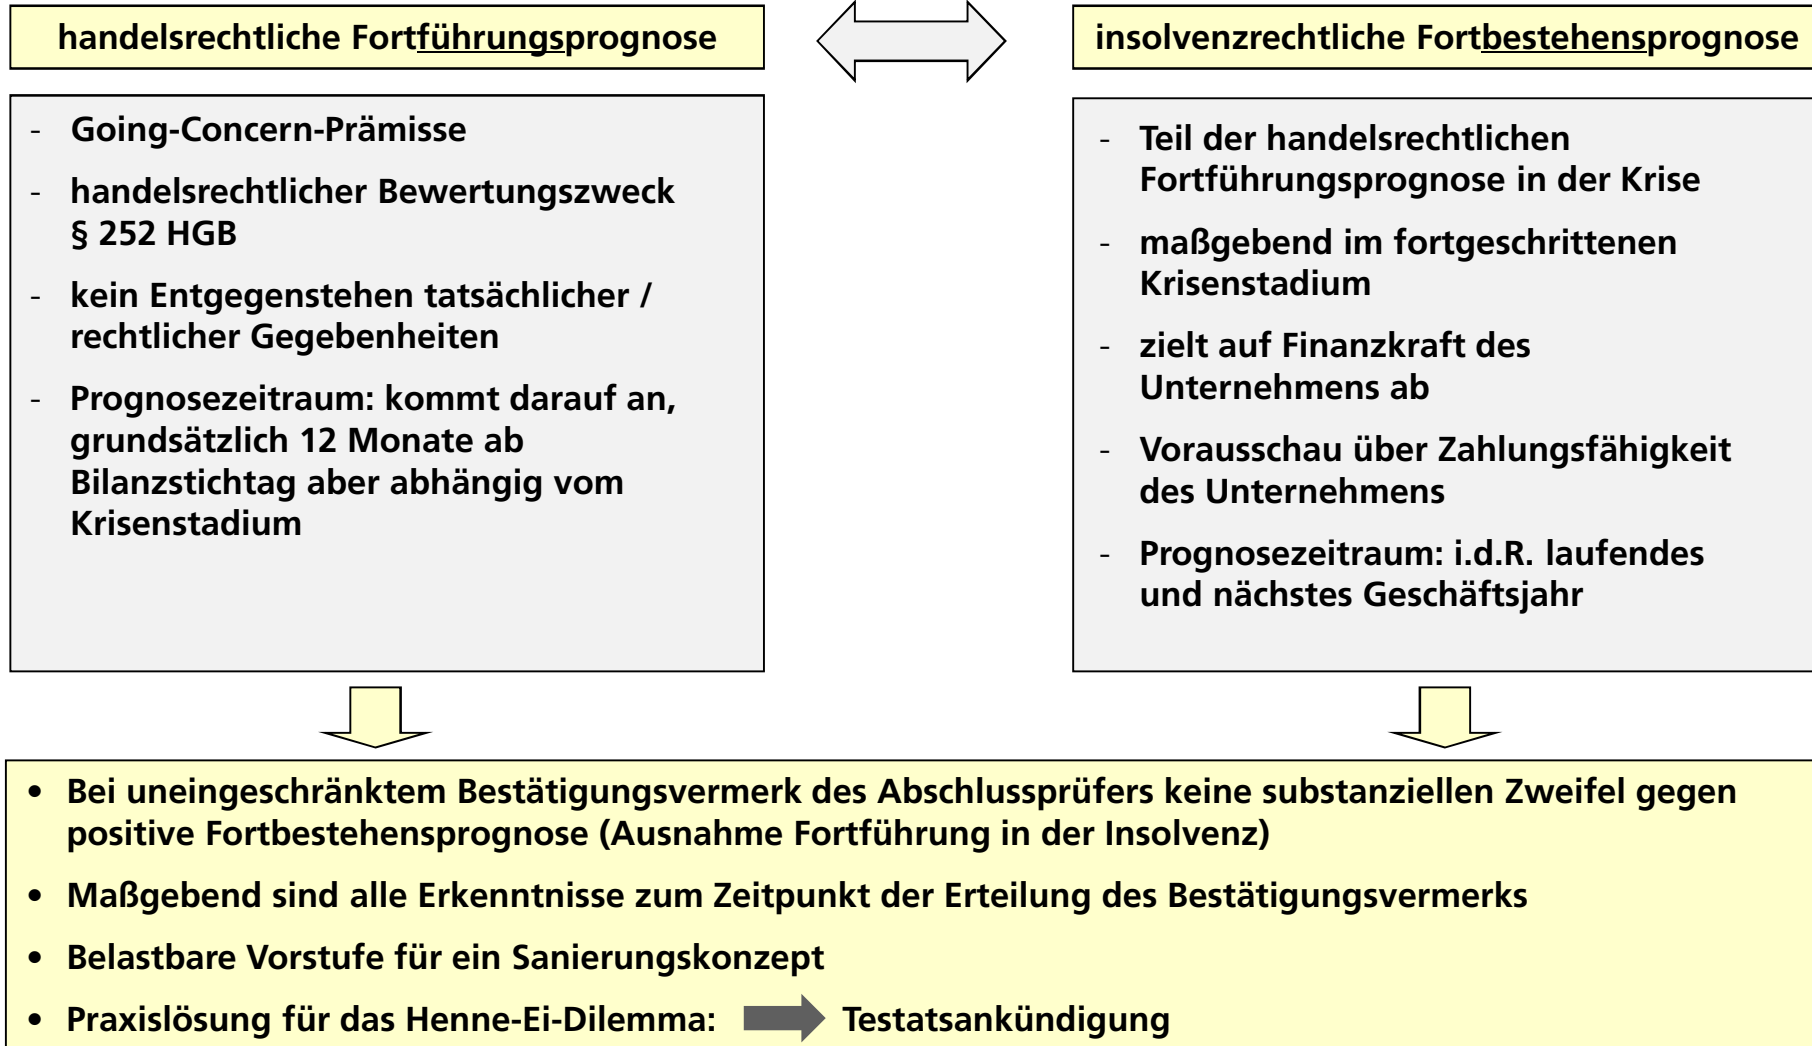 handelsrechtliche Fortführungsprognose
- Going-Concern-Prämisse
- handelsrechtlicher Bewertungszweck
§ 252 HGB
- kein Entgegenstehen tatsächlicher /
rechtlicher Gegebenheiten
- Prognosezeitraum: kommt darauf an,
grundsätzlich 12 Monate ab
Bilanzstichtag aber abhängig vom
Krisenstadium
insolvenzrechtliche Fortbestehensprognose
- Teil der handelsrechtlichen
Fortführungsprognose in der Krise
- maßgebend im fortgeschrittenen
Krisenstadium
- zielt auf Finanzkraft des
Unternehmens ab
- Vorausschau über Zahlungsfähigkeit
des Unternehmens
- Prognosezeitraum: i.d.R. laufendes
und nächstes Geschäftsjahr
• Bei uneingeschränktem Bestätigungsvermerk des Abschlussprüfers keine substanziellen Zweifel gegen
positive Fortbestehensprognose (Ausnahme Fortführung in der Insolvenz)
• Maßgebend sind alle Erkenntnisse zum Zeitpunkt der Erteilung des Bestätigungsvermerks
• Belastbare Vorstufe für ein Sanierungskonzept
• Praxislösung für das Henne-Ei-Dilemma: Testatsankündigung